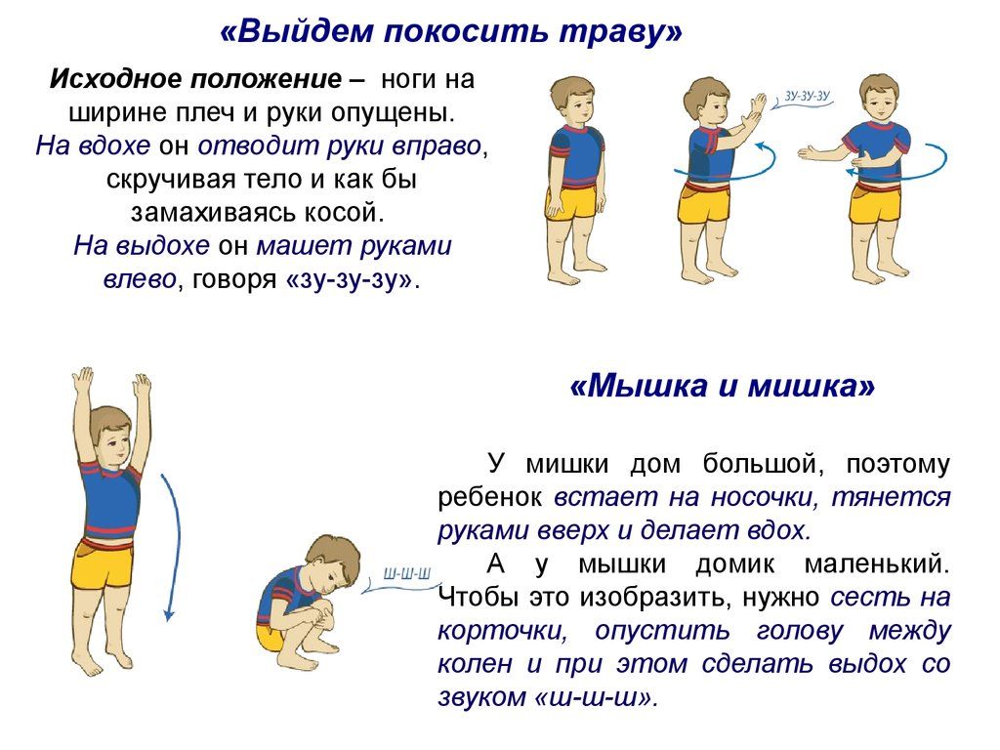 «Выйдем покосить траву»
Исходное положение – ноги на
ширине плеч и руки опущены.
На вдохе он отводит руки вправо,
скручивая тело и как бы
замахиваясь косой.
На выдохе он машет руками
влево, говоря «зу-зу-зу».
ЗУ-ЗУ-ЗУ
«Мышка и мишка»
У мишки дом большой, поэтому
ребенок встает на носочки, тянется
руками вверх и делает вдох.
А у мышки домик маленький.
Чтобы это изобразить, нужно сесть на
корточки, опустить голову между
колен и при этом сделать выдох со
звуком «ш-ш-ш».
Ш-Ш-Ш